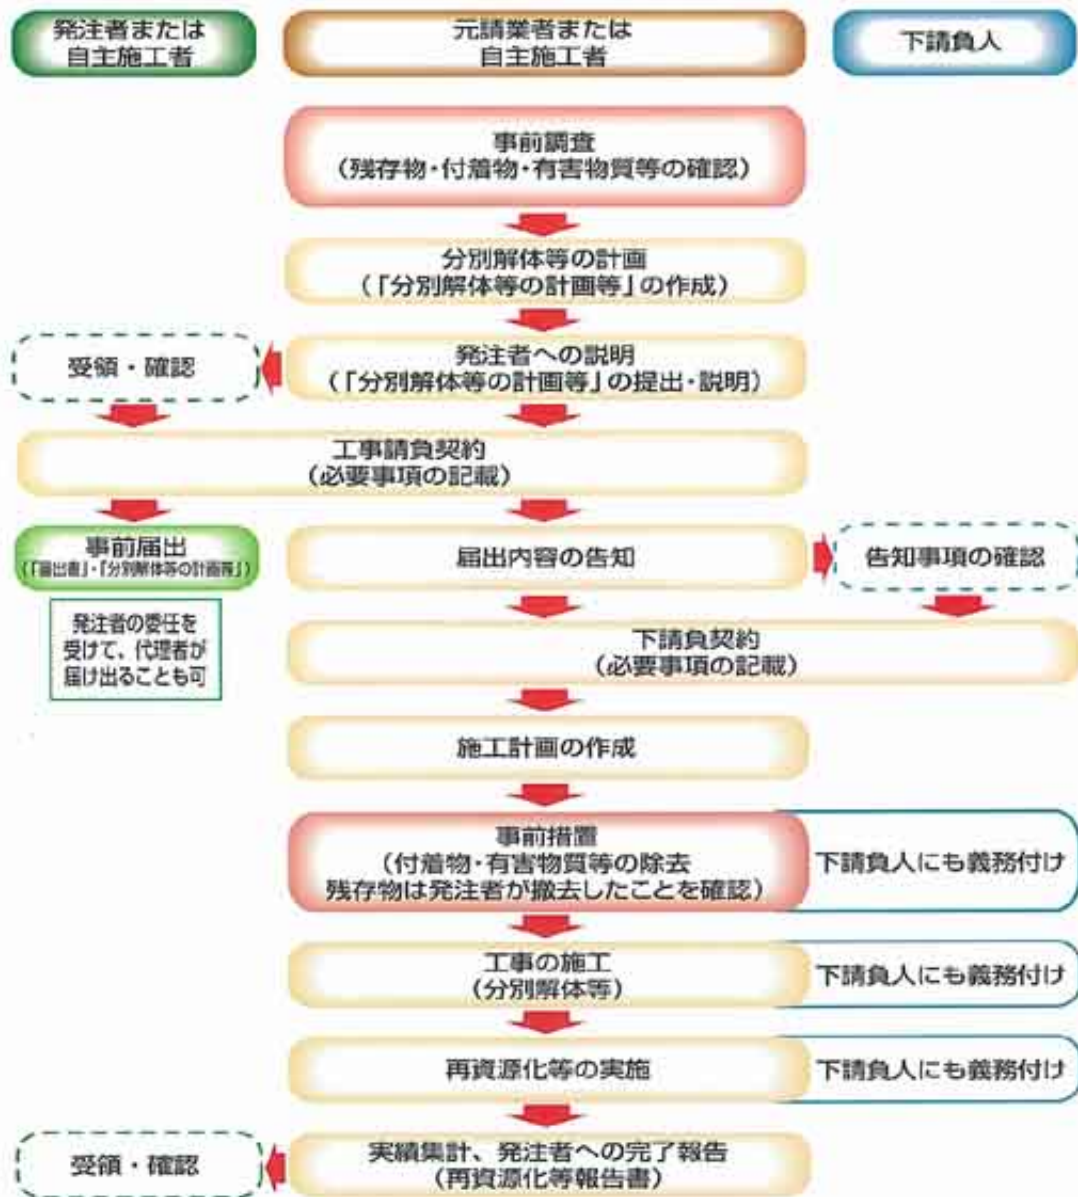 発注者または
自主施工者
元請業者または
自主施工者
下請負人
事前調査
(残存物・付着物・有害物質等の確認)
分別解体等の計画
(「分別解体等の計画等」の作成)
受領・確認
発注者への説明
(「分別解体等の計画等」の提出・説明)
工事請負契約
(必要事項の記載)
事前届出
(「届出書」・「分別解体等の計画等」)
発注者の委任を
受けて、代理者が
届け出ることも可
届出内容の告知
告知事項の確認
下請負契約
(必要事項の記載)
施工計画の作成
事前措置
(付着物・有害物質等の除去
残存物は発注者が撤去したことを確認)
下請負人にも義務付け
工事の施工
(分別解体等)
下請負人にも義務付け
再資源化等の実施
下請負人にも義務付け
受領・確認
実績集計、発注者への完了報告
(再資源化等報告書)